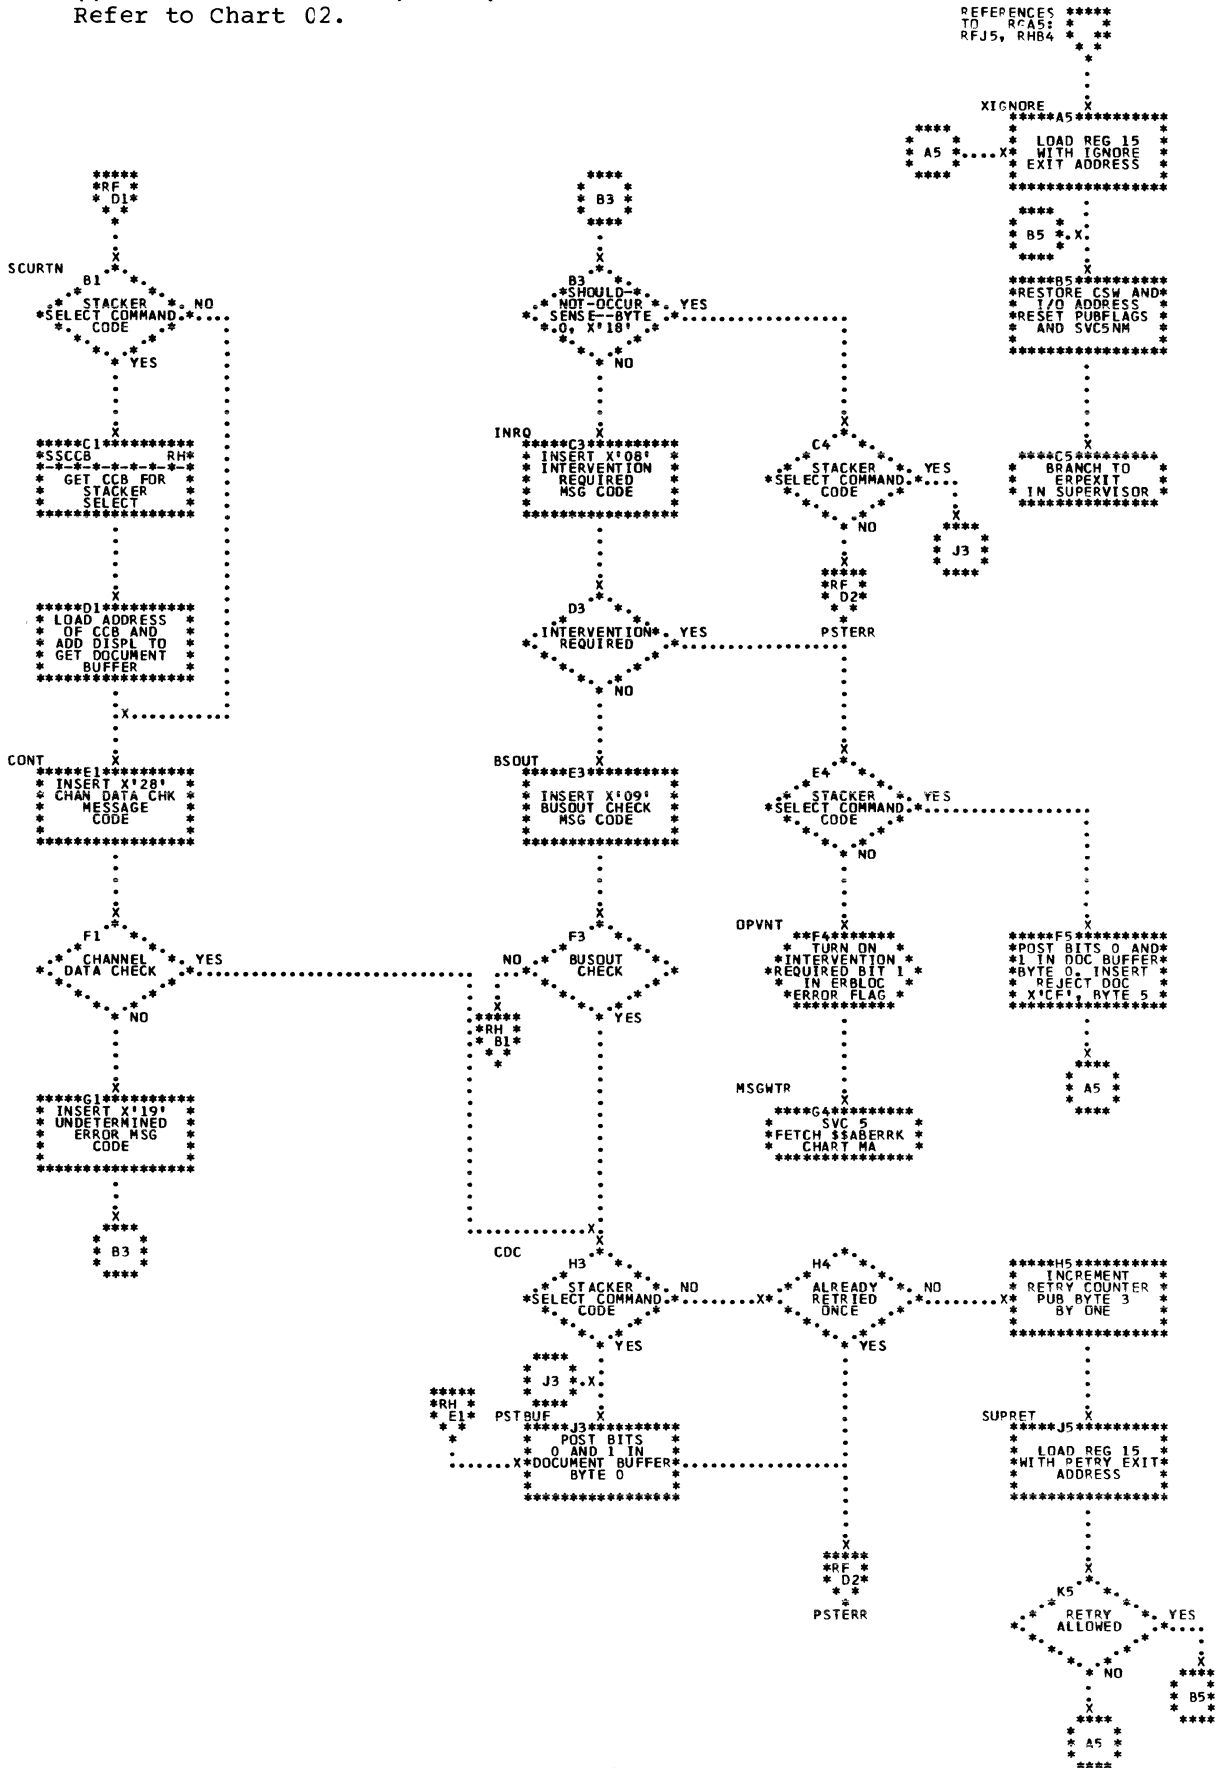 Refer to Chart 02.
REFERENCES
TO RGA5:
RFJ5, RHB4
XIGNORE
A5
LOAD REG 15
WITH IGNORE
EXIT ADDRESS
A5
B5
B5
RESTORE CSW AND
I/O ADDRESS
RESET PUBFLAGS
AND SVC5NM
C5
BRANCH TO
ERPEXIT
IN SUPERVISOR
RF
D1
SCURTN
B1
STACKER
SELECT COMMAND
CODE
NO
YES
C1
SSCCB RH
GET CCB FOR
STACKER
SELECT
D1
LOAD ADDRESS
OF CCB AND
ADD DISPL TO
GET DOCUMENT
BUFFER
CONT
E1
INSERT X'28'
CHAN DATA CHK
MESSAGE
CODE
F1
CHANNEL
DATA CHECK
YES
NO
G1
INSERT X'19'
UNDETERMINED
ERROR MSG
CODE
B3
B3
B3
SHOULD-
NOT-OCCUR
SENSE--BYTE
0, X'18'
YES
NO
INRQ
C3
INSERT X'08'
INTERVENTION
REQUIRED
MSG CODE
D3
INTERVENTION
REQUIRED
YES
NO
BSOUT
E3
INSERT X'09'
BUSOUT CHECK
MSG CODE
F3
BUSOUT
CHECK
NO
YES
RH
B1
C4
STACKER
SELECT COMMAND
CODE
YES
NO
J3
RF
D2
PSTERR
E4
STACKER
SELECT COMMAND
CODE
YES
NO
OPVNT
F4
TURN ON
INTERVENTION
REQUIRED BIT 1
IN ERBLOC
ERROR FLAG
MSGWTR
G4
SVC 5
FETCH $$ABERRK
CHART MA
F5
POST BITS 0 AND
1 IN DOC BUFFER
BYTE 0. INSERT
REJECT DOC
X'CF', BYTE 5
A5
CDC
H3
STACKER
SELECT COMMAND
CODE
NO
YES
H4
ALREADY
RETRIED
ONCE
NO
YES
H5
INCREMENT
RETRY COUNTER
PUB BYTE 3
BY ONE
J3
RH
E1
PSTBUF
J3
POST BITS
0 AND 1 IN
DOCUMENT BUFFER
BYTE 0
SUPRET
J5
LOAD REG 15
WITH RETRY EXIT
ADDRESS
RF
D2
PSTERR
K5
RETRY
ALLOWED
YES
NO
B5
A5